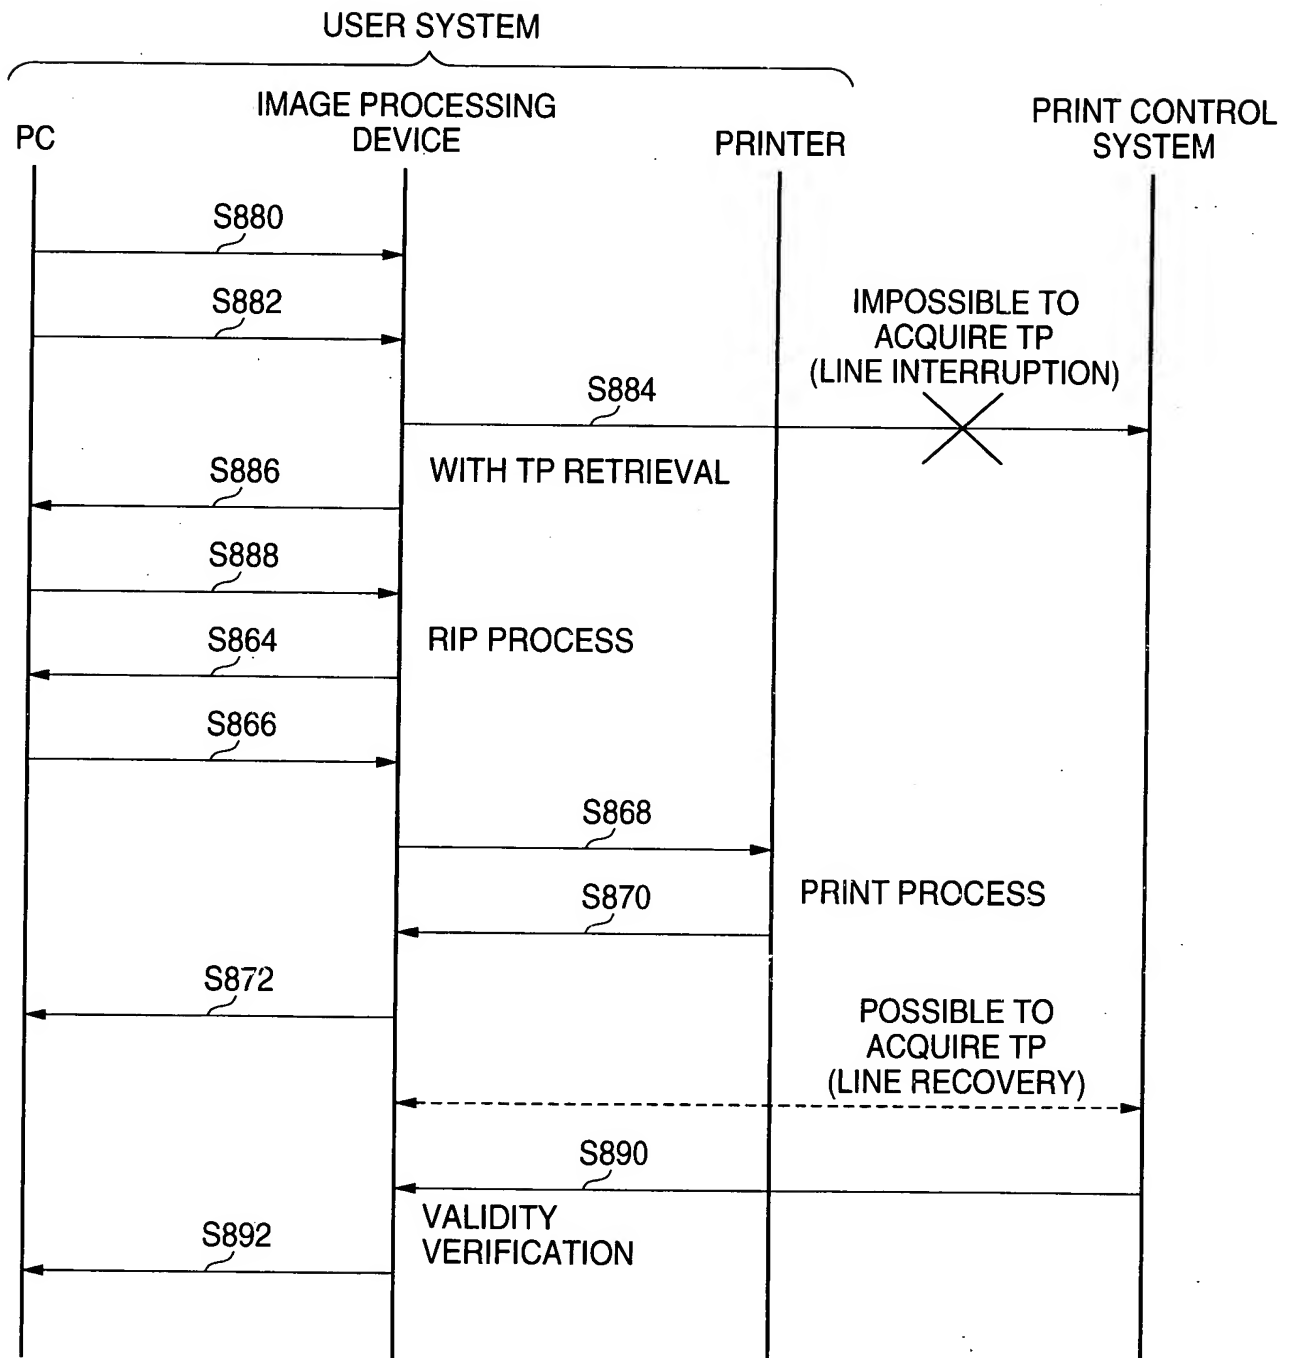 USER SYSTEM
IMAGE PROCESSING
DEVICE
PC
PRINTER
PRINT CONTROL
SYSTEM
S880
S882
IMPOSSIBLE TO
ACQUIRE TP
(LINE INTERRUPTION)
S884
WITH TP RETRIEVAL
S886
S888
S864
RIP PROCESS
S866
S868
PRINT PROCESS
S870
S872
POSSIBLE TO
ACQUIRE TP
(LINE RECOVERY)
S890
VALIDITY
VERIFICATION
S892